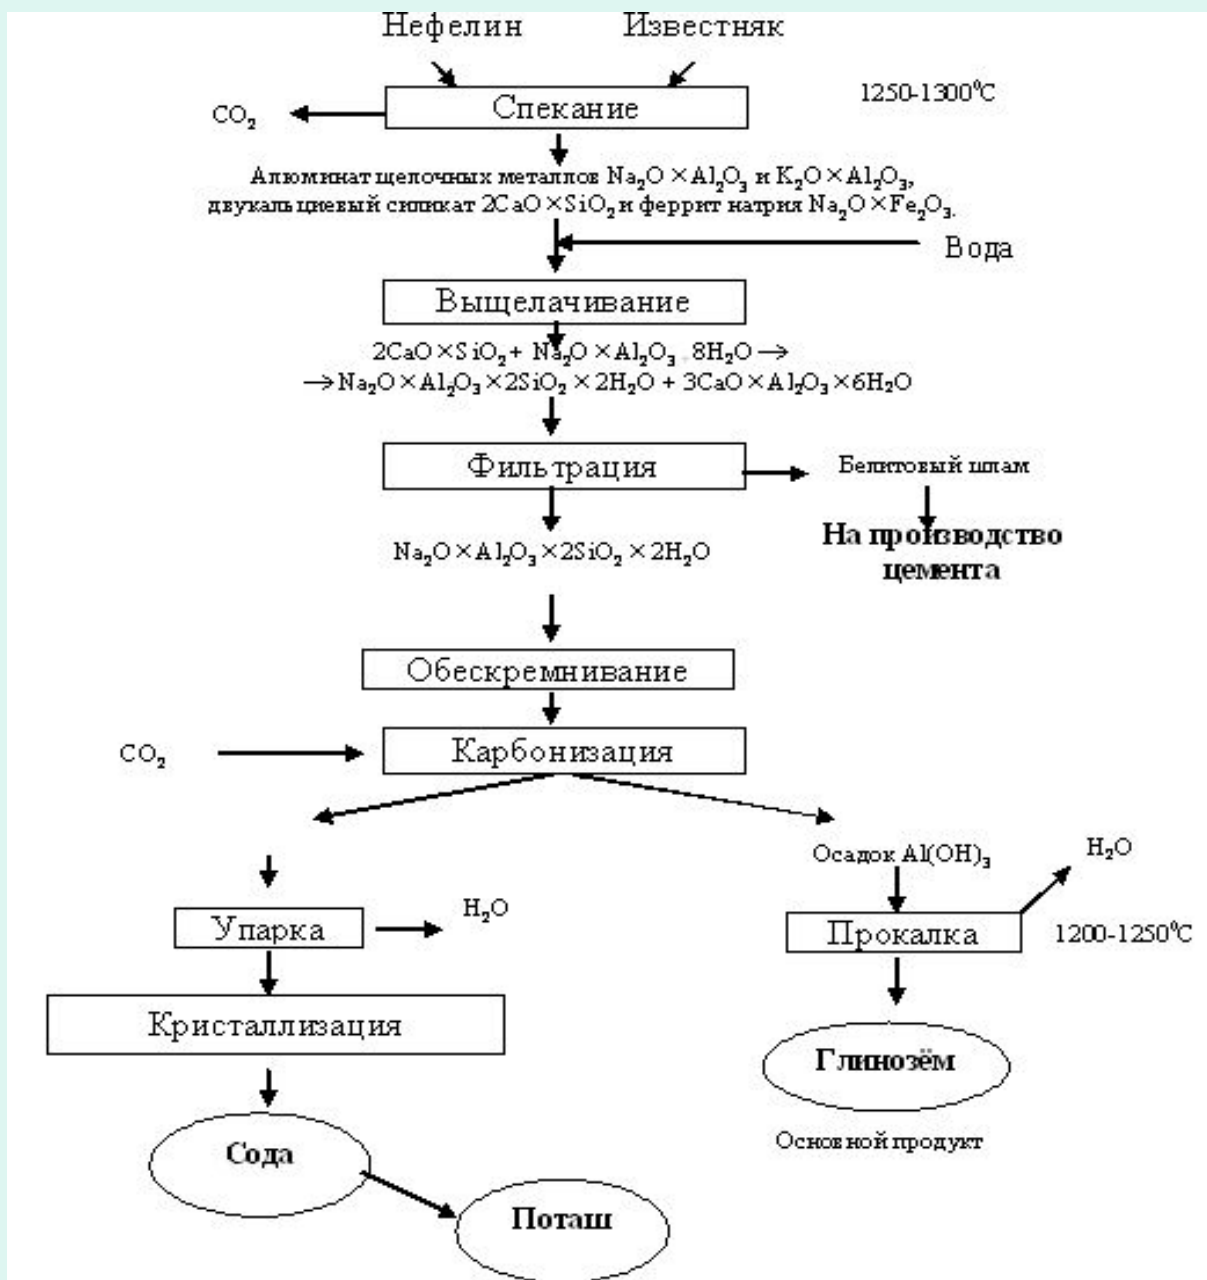 Нефелин Известняк
1250-1300⁰C
CO₂ Спекание
Алюминат щелочных металлов Na₂O×Al₂O₃ и K₂O×Al₂O₃,
двукальциевый силикат 2CaO×SiO₂ и феррит натрия Na₂O×Fe₂O₃.
Вода
Выщелачивание
2CaO×SiO₂ + Na₂O×Al₂O₃ . 8H₂O →
→ Na₂O×Al₂O₃×2SiO₂×2H₂O + 3CaO×Al₂O₃×6H₂O
Фильтрация Белитовый шлам
На производство
цемента
Na₂O×Al₂O₃×2SiO₂×2H₂O
Обескремнивание
CO₂ Карбонизация
Осадок Al(OH)₃ H₂O
Упарка H₂O
Прокалка 1200-1250⁰C
Кристаллизация
Глинозём
Основной продукт
Сода
Поташ